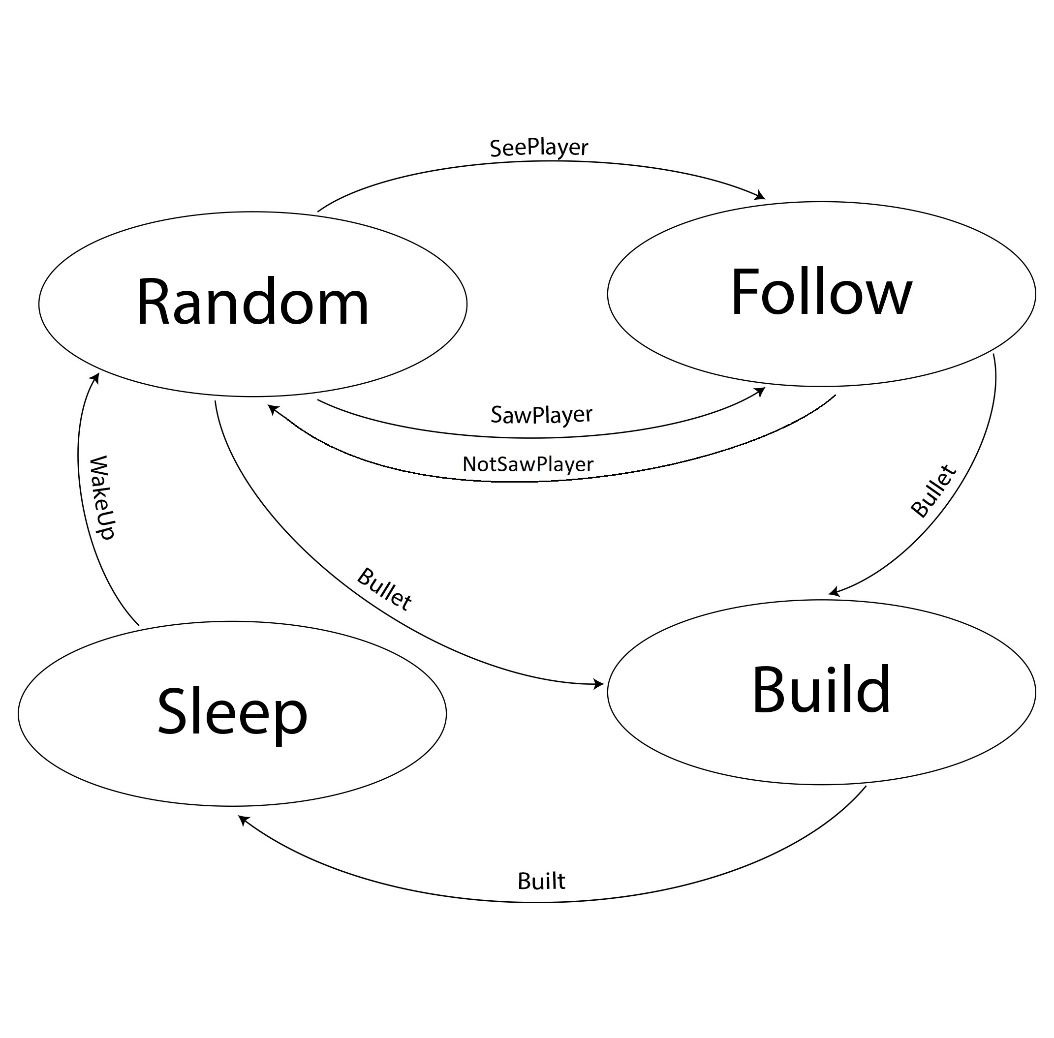 SeePlayer
Random
Follow
SawPlayer
NotSawPlayer
WakeUp
Bullet
Bullet
Sleep
Build
Built